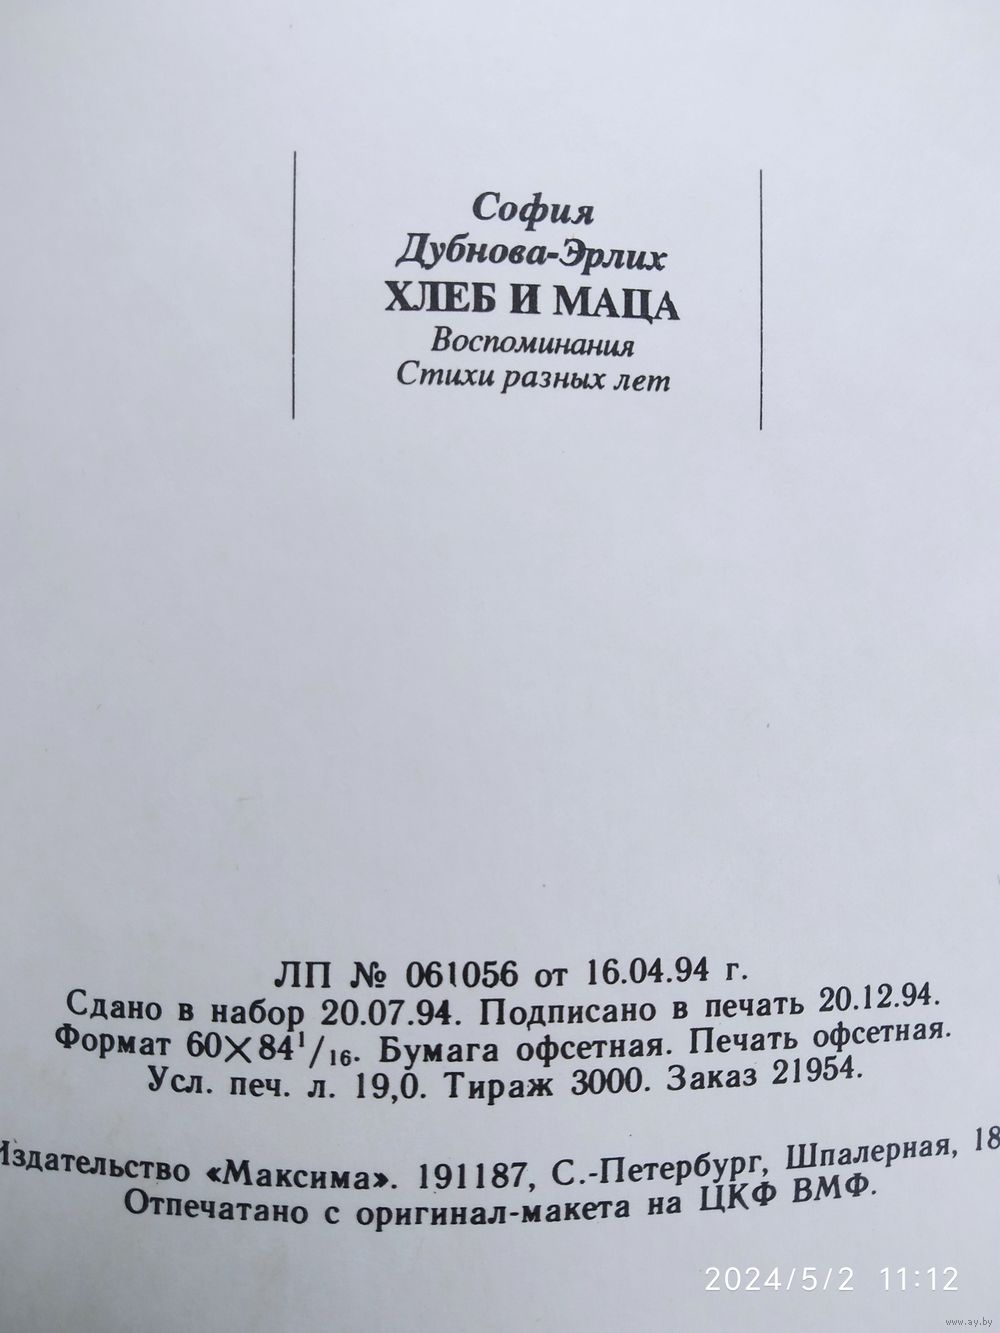 София
Дубнова-Эрлих
ХЛЕБ И МАЦА
Воспоминания
Стихи разных лет
ЛП № 061056 от 16.04.94 г.
Сдано в набор 20.07.94. Подписано в печать 20.12.94.
Формат 60×84¹/₁₆. Бумага офсетная. Печать офсетная.
Усл. печ. л. 19,0. Тираж 3000. Заказ 21954.
Издательство «Максима». 191187, С.-Петербург, Шпалерная, 18
Отпечатано с оригинал-макета на ЦКФ ВМФ.
2024/5/2 11:12
www.ay.by